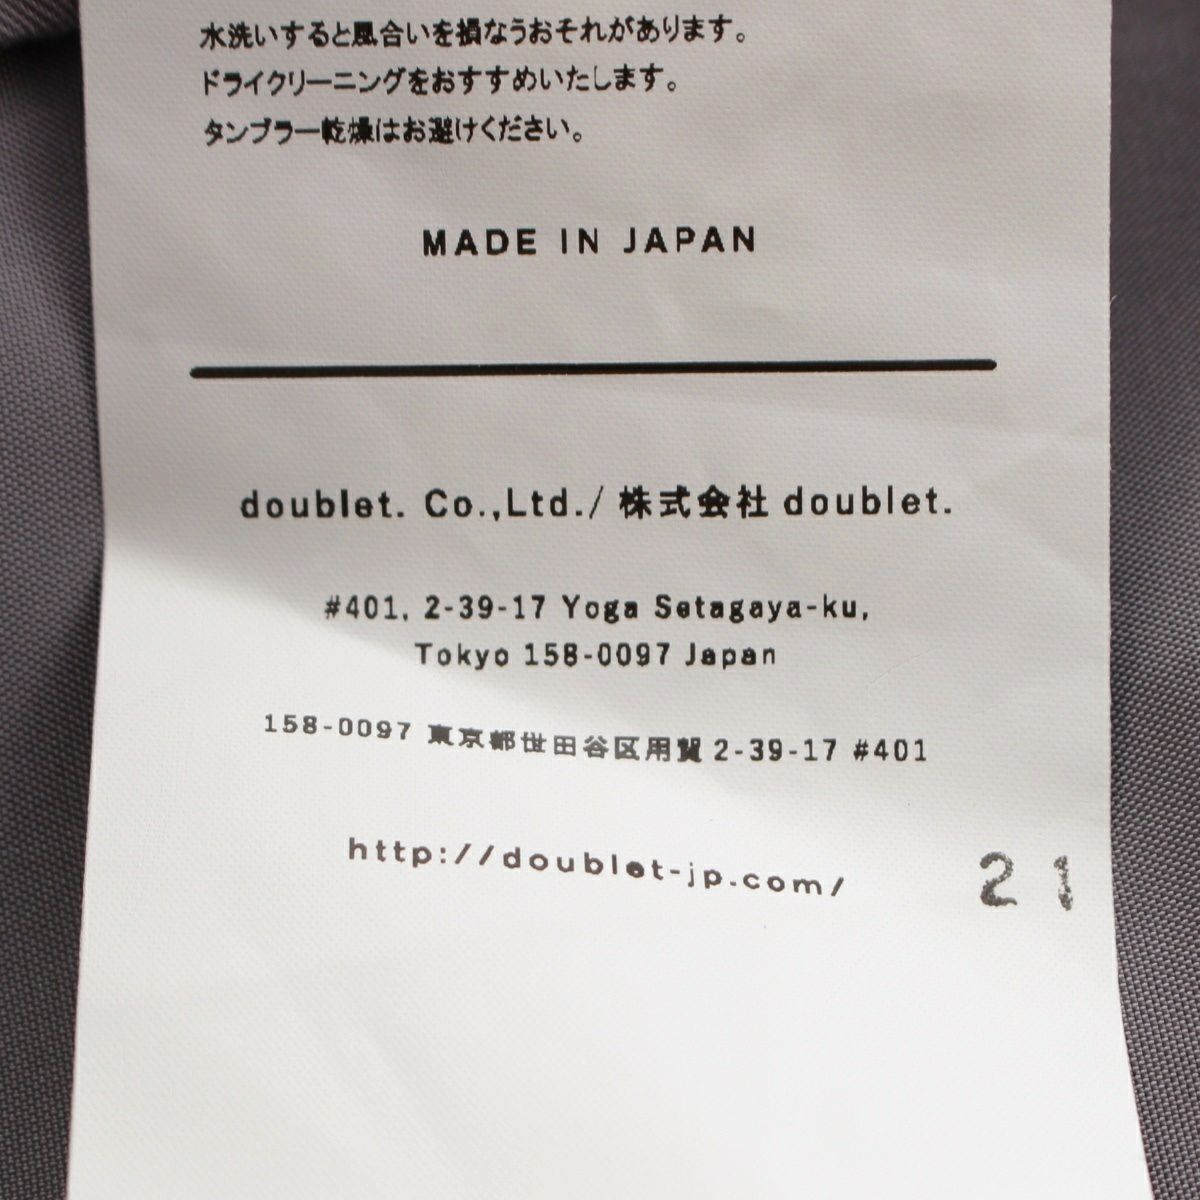 水洗いすると風合いを損なうおそれがあります。
ドライクリーニングをおすすめいたします。
タンブラー乾燥はお避けください。
MADE IN JAPAN
doublet. Co.,Ltd./ 株式会社 doublet.
#401, 2-39-17 Yoga Setagaya-ku,
Tokyo 158-0097 Japan
158-0097 東京都世田谷区用賀 2-39-17 #401
http://doublet-jp.com/
21